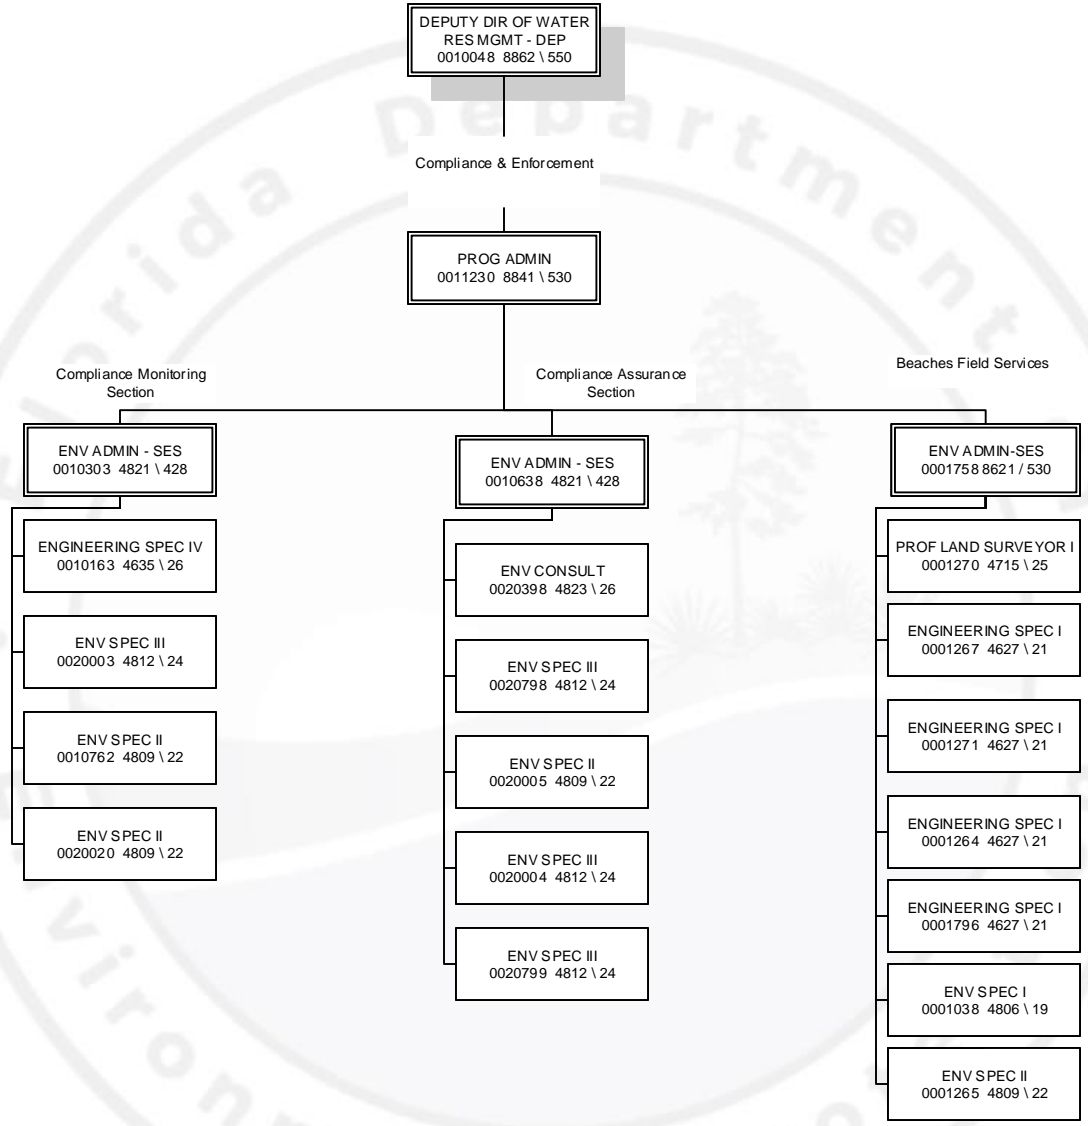 DEPUTY DIR OF WATER
RES MGMT - DEP
0010048 8862 \ 550
Compliance & Enforcement
PROG ADMIN
0011230 8841 \ 530
Compliance Monitoring
Section
Compliance Assurance
Section
Beaches Field Services
ENV ADMIN - SES
0010303 4821 \ 428
ENGINEERING SPEC IV
0010163 4635 \ 26
ENV SPEC III
0020003 4812 \ 24
ENV SPEC II
0010762 4809 \ 22
ENV SPEC II
0020020 4809 \ 22
ENV ADMIN - SES
0010638 4821 \ 428
ENV CONSULT
0020398 4823 \ 26
ENV SPEC III
0020798 4812 \ 24
ENV SPEC II
0020005 4809 \ 22
ENV SPEC III
0020004 4812 \ 24
ENV SPEC III
0020799 4812 \ 24
ENV ADMIN-SES
0001758 8621 / 530
PROF LAND SURVEYOR I
0001270 4715 \ 25
ENGINEERING SPEC I
0001267 4627 \ 21
ENGINEERING SPEC I
0001271 4627 \ 21
ENGINEERING SPEC I
0001264 4627 \ 21
ENGINEERING SPEC I
0001796 4627 \ 21
ENV SPEC I
0001038 4806 \ 19
ENV SPEC II
0001265 4809 \ 22
Department